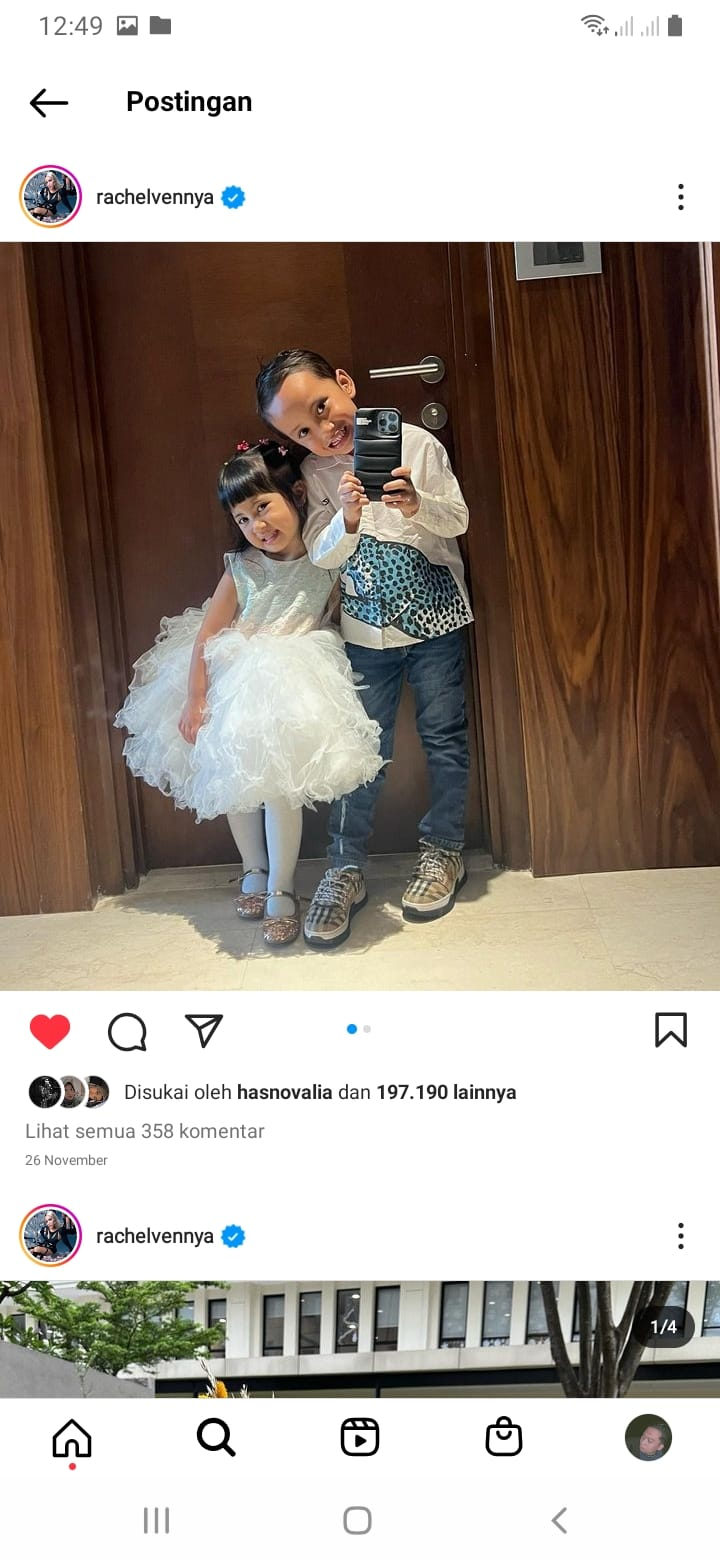 12:49
Postingan
rachelvennya
Disukai oleh hasnovalia dan 197.190 lainnya
Lihat semua 358 komentar
26 November
rachelvennya
1/4